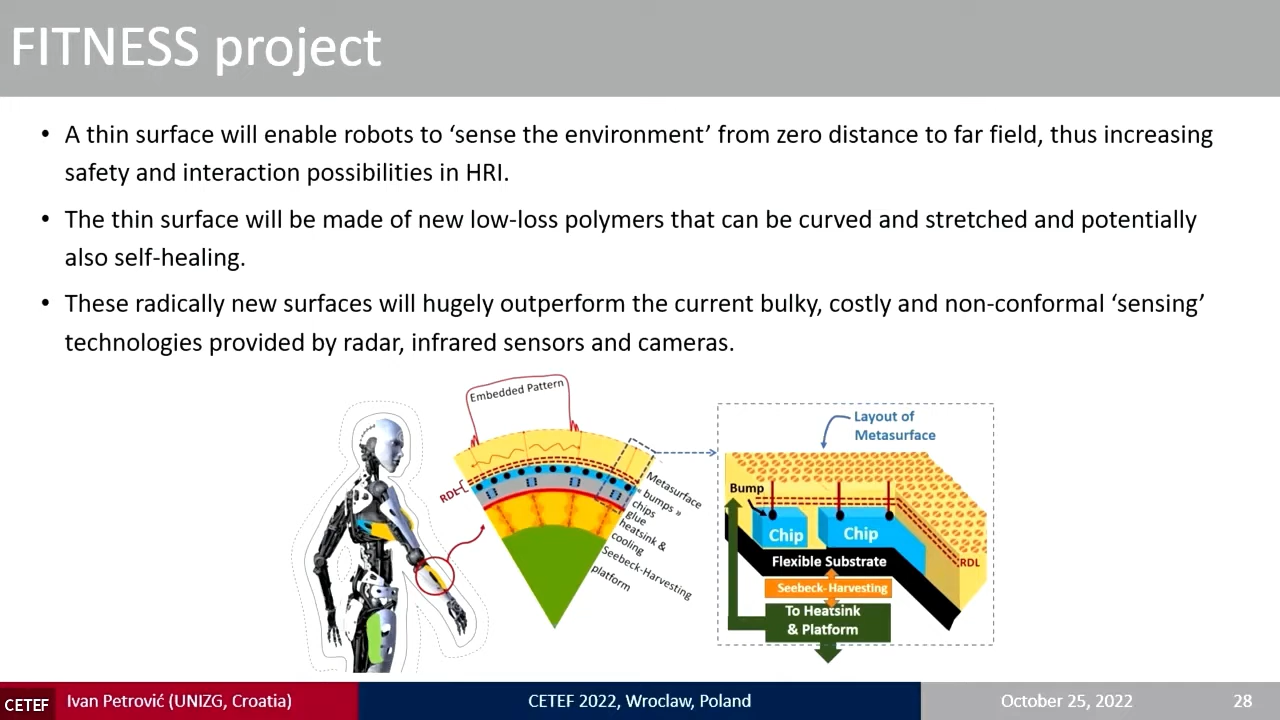 FITNESS project
• A thin surface will enable robots to ‘sense the environment’ from zero distance to far field, thus increasing
safety and interaction possibilities in HRI.
• The thin surface will be made of new low-loss polymers that can be curved and stretched and potentially
also self-healing.
• These radically new surfaces will hugely outperform the current bulky, costly and non-conformal ‘sensing’
technologies provided by radar, infrared sensors and cameras.
Embedded Pattern
RDL
Metasurface
« bumps »
chips
glue
heatsink &
cooling
Seebeck-Harvesting
platform
Layout of
Metasurface
Bump
Chip
Chip
Flexible Substrate
RDL
Seebeck-Harvesting
To Heatsink
& Platform
CETEF
Ivan Petrović (UNIZG, Croatia)
CETEF 2022, Wroclaw, Poland
October 25, 2022
28